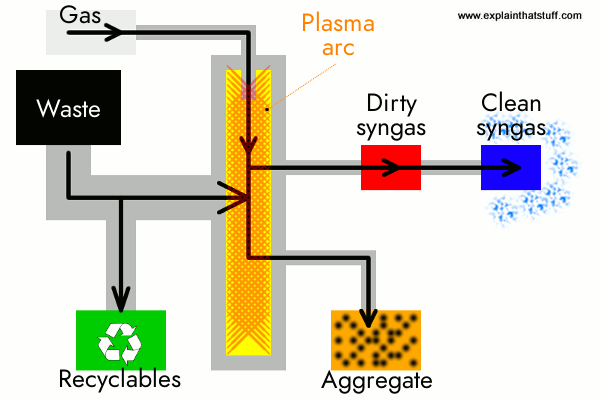 Gas
www.explainthatstuff.com
Plasma
arc
Waste
Dirty
syngas
Clean
syngas
Recyclables
Aggregate